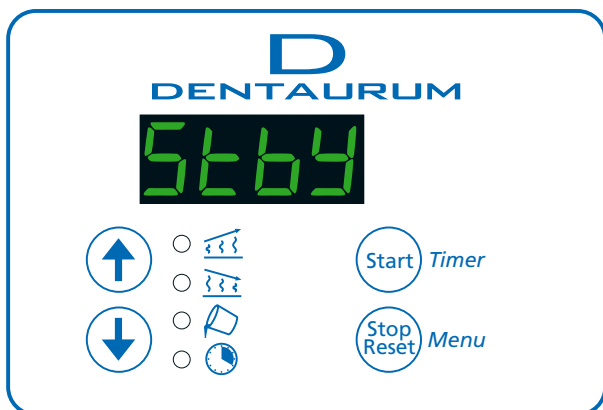 D
DENTAURUM
Stby
Start Timer
Stop
Reset Menu